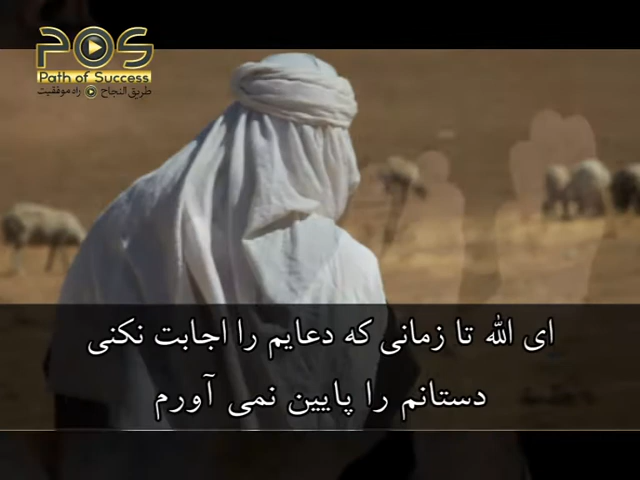 POS
Path of Success
طريق النجاح راه موفقیت
ای الله تا زمانی که دعایم را اجابت نکنی
دستانم را پایین نمی آورم